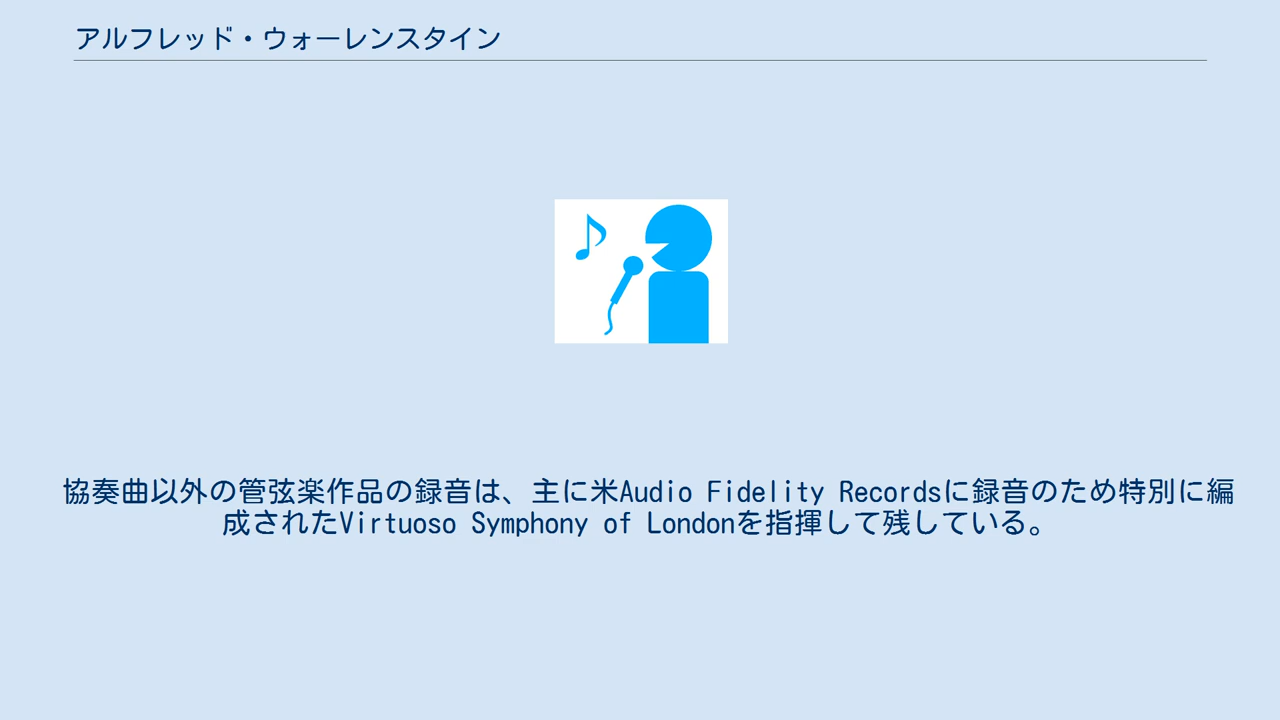 アルフレッド・ウォーレンスタイン
協奏曲以外の管弦楽作品の録音は、主に米Audio Fidelity Recordsに録音のため特別に編
成されたVirtuoso Symphony of Londonを指揮して残している。